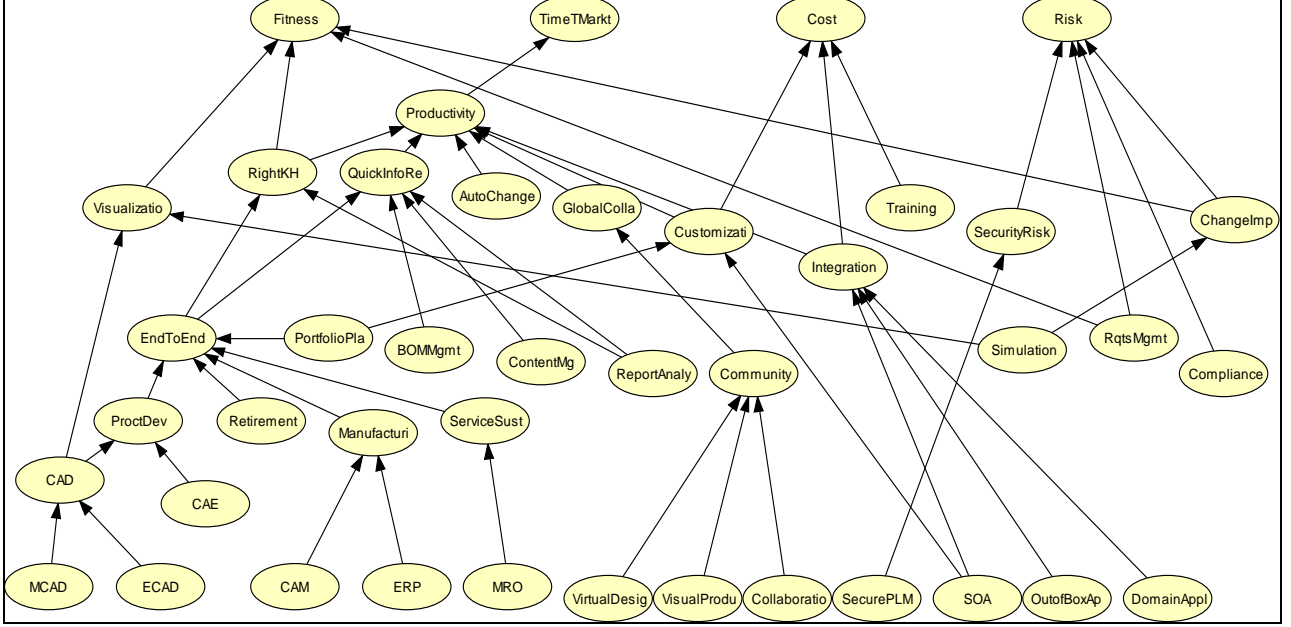 Fitness
TimeTMarkt
Cost
Risk
Productivity
RightKH
QuickInfoRe
AutoChange
GlobalColla
Training
Visualizatio
Customizati
SecurityRisk
ChangeImp
Integration
EndToEnd
PortfolioPla
BOMMgmt
ContentMg
ReportAnaly
Community
Simulation
RqtsMgmt
Compliance
ProctDev
Retirement
Manufacturi
ServiceSust
CAD
CAE
MCAD
ECAD
CAM
ERP
MRO
VirtualDesig
VisualProdu
Collaboratio
SecurePLM
SOA
OutofBoxAp
DomainAppl